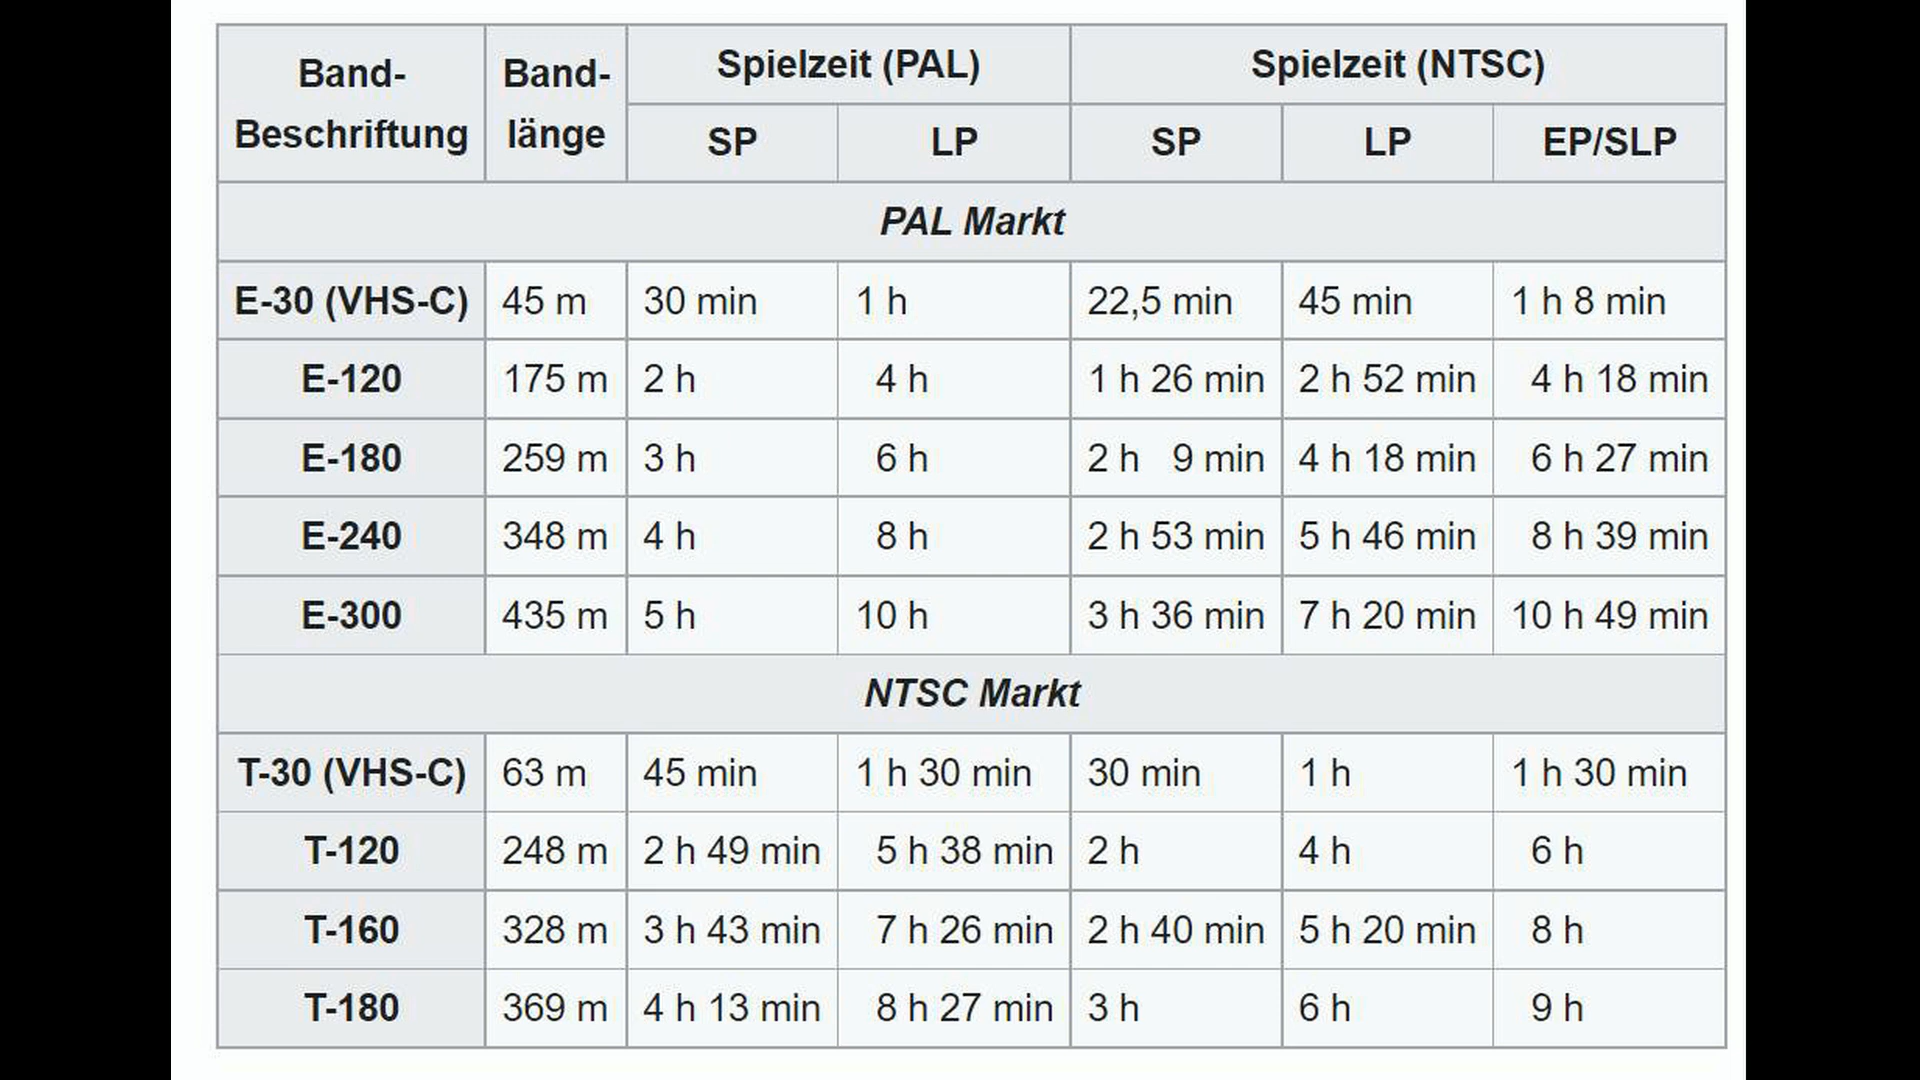 Band-Beschriftung Band-länge Spielzeit (PAL) Spielzeit (NTSC)
SP LP SP LP EP/SLP
PAL Markt
E-30 (VHS-C) 45 m 30 min 1 h 22,5 min 45 min 1 h 8 min
E-120 175 m 2 h 4 h 1 h 26 min 2 h 52 min 4 h 18 min
E-180 259 m 3 h 6 h 2 h 9 min 4 h 18 min 6 h 27 min
E-240 348 m 4 h 8 h 2 h 53 min 5 h 46 min 8 h 39 min
E-300 435 m 5 h 10 h 3 h 36 min 7 h 20 min 10 h 49 min
NTSC Markt
T-30 (VHS-C) 63 m 45 min 1 h 30 min 30 min 1 h 1 h 30 min
T-120 248 m 2 h 49 min 5 h 38 min 2 h 4 h 6 h
T-160 328 m 3 h 43 min 7 h 26 min 2 h 40 min 5 h 20 min 8 h
T-180 369 m 4 h 13 min 8 h 27 min 3 h 6 h 9 h